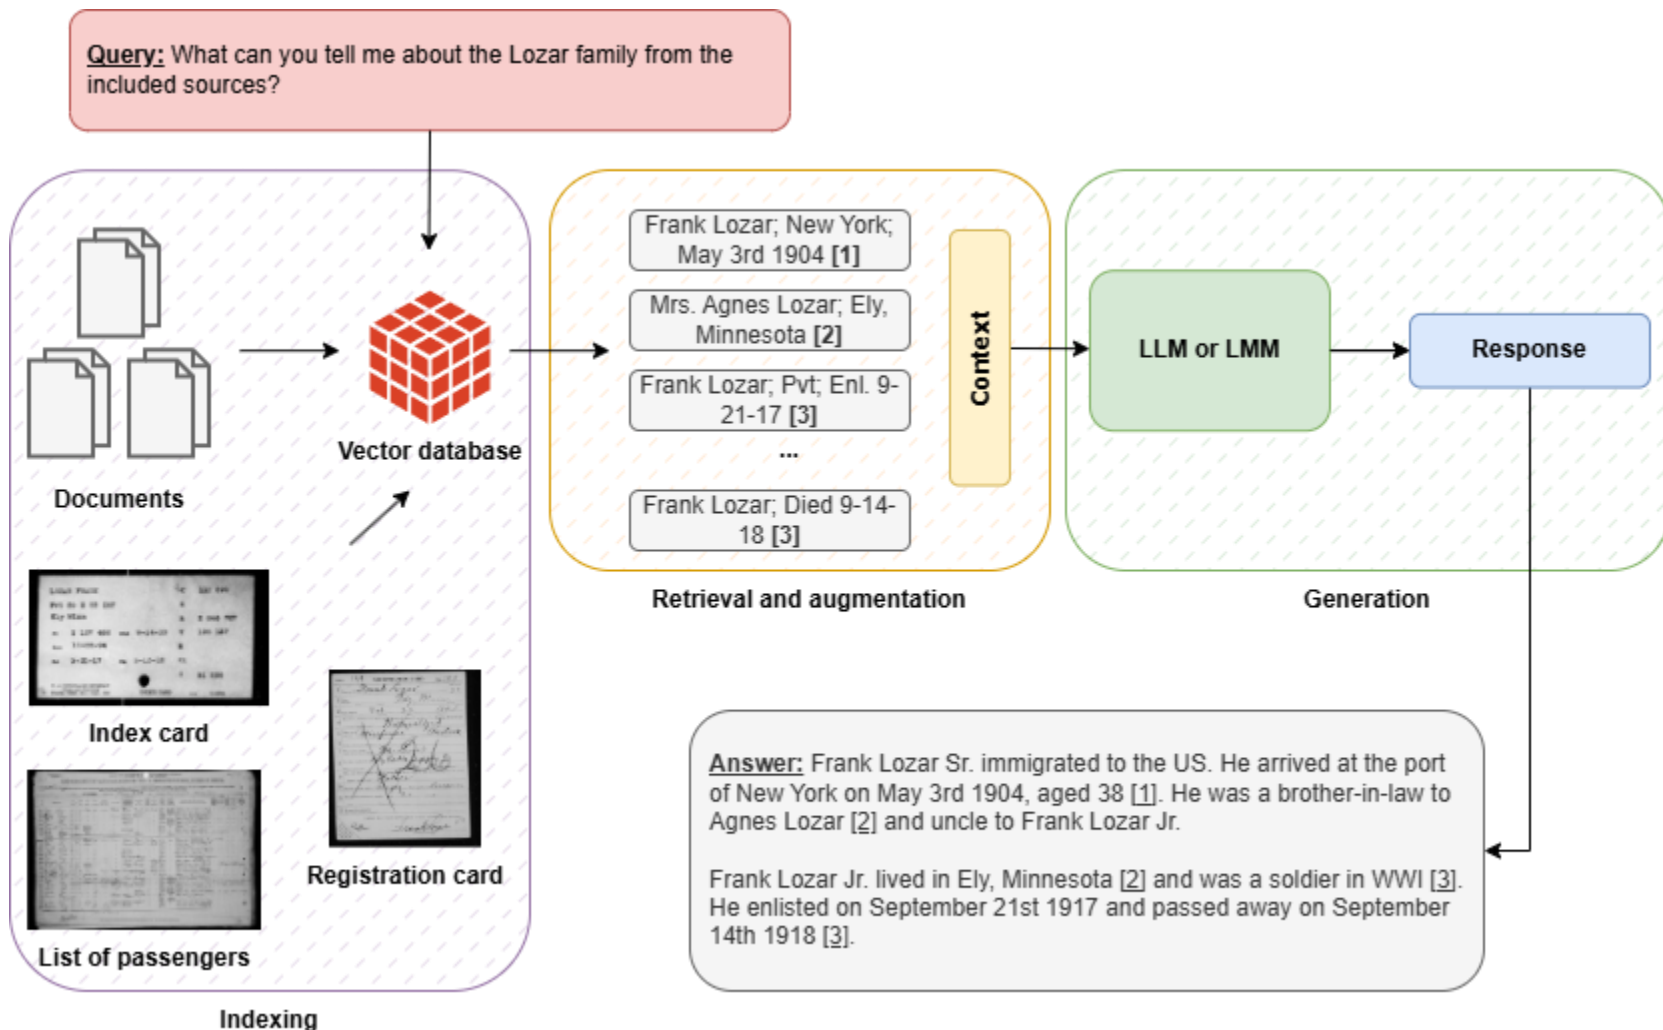 Query: What can you tell me about the Lozar family from the
included sources?
Documents
Vector database
Index card
Registration card
List of passengers
Indexing
Frank Lozar; New York;
May 3rd 1904 [1]
Mrs. Agnes Lozar; Ely,
Minnesota [2]
Frank Lozar; Pvt; Enl. 9-
21-17 [3]
...
Frank Lozar; Died 9-14-
18 [3]
Context
Retrieval and augmentation
LLM or LMM
Response
Generation
Answer: Frank Lozar Sr. immigrated to the US. He arrived at the port
of New York on May 3rd 1904, aged 38 [1]. He was a brother-in-law to
Agnes Lozar [2] and uncle to Frank Lozar Jr.
Frank Lozar Jr. lived in Ely, Minnesota [2] and was a soldier in WWI [3].
He enlisted on September 21st 1917 and passed away on September
14th 1918 [3].